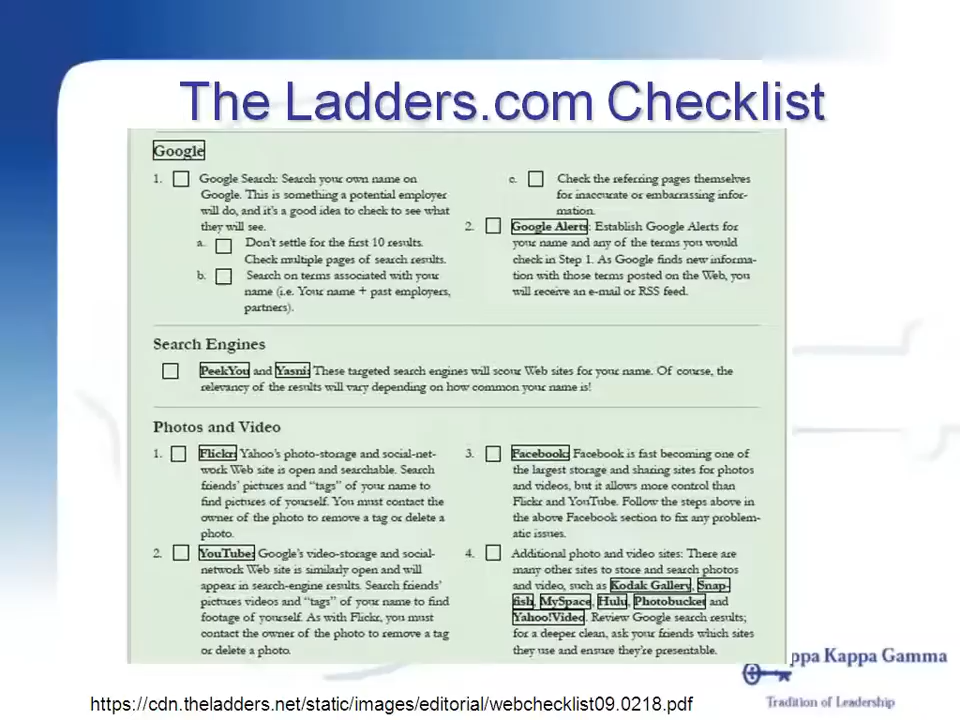 The Ladders.com Checklist
Google
1. Google Search: Search your own name on
Google. This is something a potential employer
will do, and it's a good idea to check to see what
they will see.
a. Don't settle for the first 10 results.
Check multiple pages of search results.
b. Search on terms associated with your
name (i.e. Your name + past employers,
partners).
c. Check the referring pages themselves
for inaccurate or embarrassing infor-
mation.
2. Google Alerts: Establish Google Alerts for
your name and any of the terms you would
check in Step 1. As Google finds new informa-
tion with those terms posted on the Web, you
will receive an e-mail or RSS feed.
Search Engines
PeekYou and Yasni: These targeted search engines will scour Web sites for your name. Of course, the
relevancy of the results will vary depending on how common your name is!
Photos and Video
1. Flickr: Yahoo's photo-storage and social-net-
work Web site is open and searchable. Search
friends' pictures and "tags" of your name to
find pictures of yourself. You must contact the
owner of the photo to remove a tag or delete a
photo.
2. YouTube: Google's video-storage and social-
network Web site is similarly open and will
appear in search-engine results. Search friends'
pictures videos and "tags" of your name to find
footage of yourself. As with Flickr, you must
contact the owner of the photo to remove a tag
or delete a photo.
3. Facebook: Facebook is fast becoming one of
the largest storage and sharing sites for photos
and videos, but it allows more control than
Flickr and YouTube. Follow the steps above in
the above Facebook section to fix any problem-
atic issues.
4. Additional photo and video sites: There are
many other sites to store and search photos
and video, such as Kodak Gallery, Snap-
fish, MySpace, Hulu, Photobucket and
Yahoo!Video. Review Google search results;
for a deeper clean, ask your friends which sites
they use and ensure they're presentable.
ppa Kappa Gamma
Tradition of Leadership
https://cdn.theladders.net/static/images/editorial/webchecklist09.0218.pdf